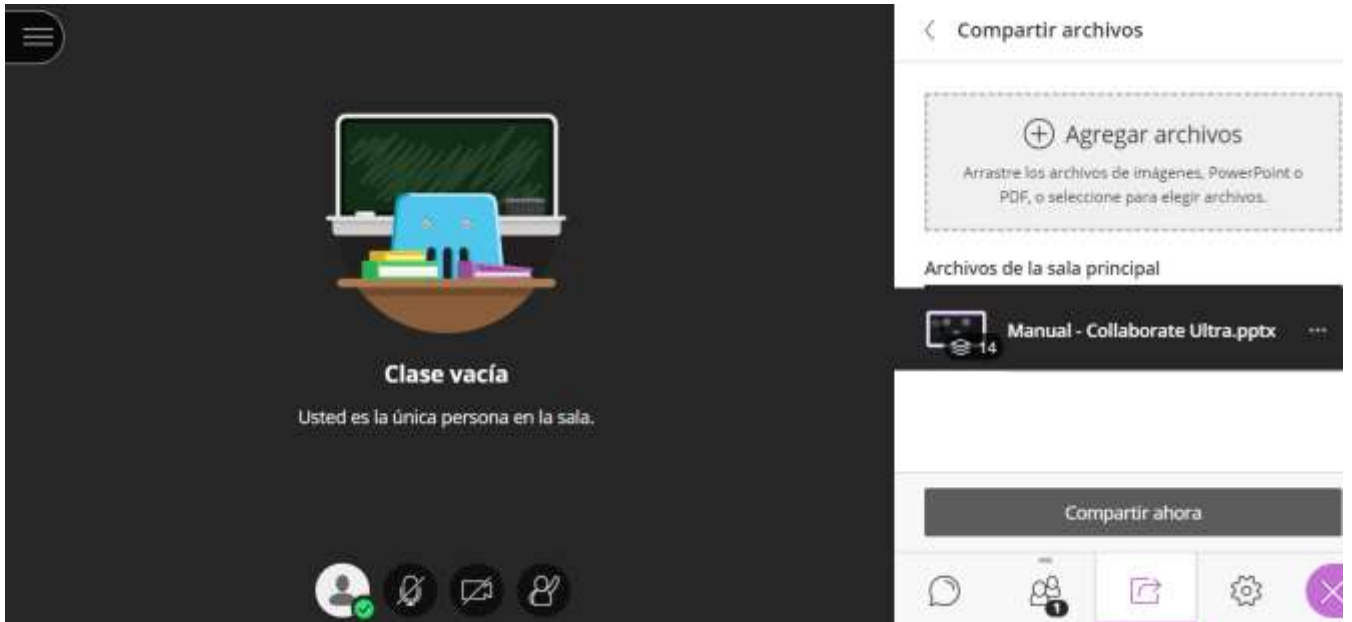 Compartir archivos
Agregar archivos
Arrastre los archivos de imágenes, PowerPoint o
PDF, o seleccione para elegir archivos.
Archivos de la sala principal
14
Manual - Collaborate Ultra.pptx
Clase vacía
Usted es la única persona en la sala.
Compartir ahora
1